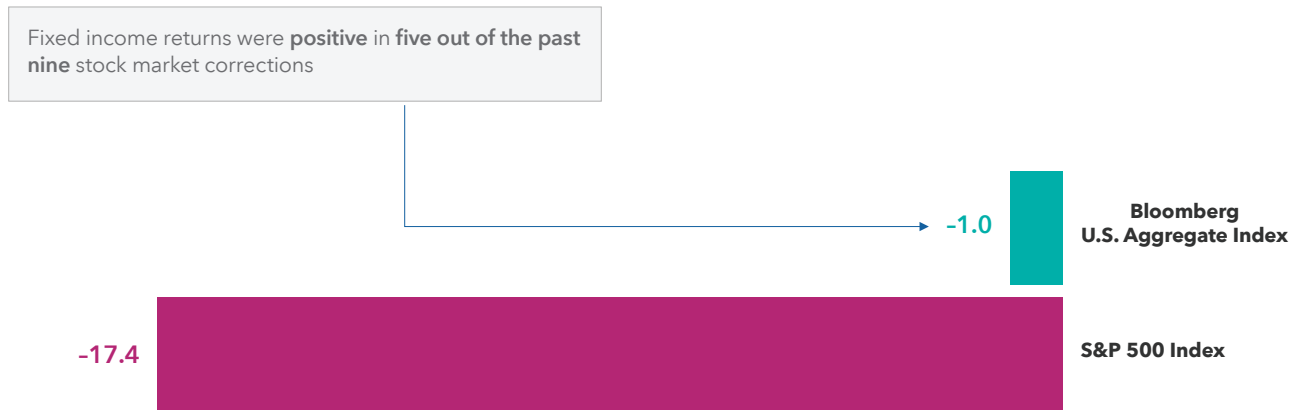 Fixed income returns were positive in five out of the past
nine stock market corrections
–1.0
Bloomberg
U.S. Aggregate Index
–17.4
S&P 500 Index